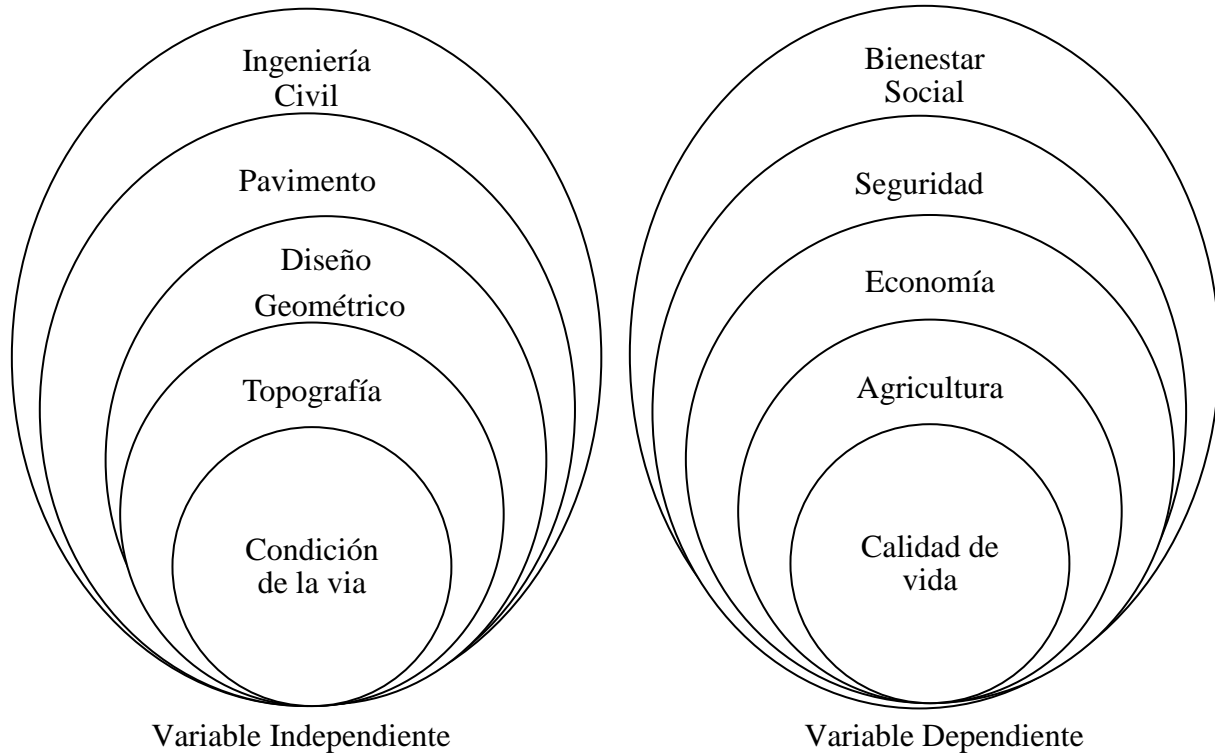 Ingeniería
Civil
Pavimento
Diseño
Geométrico
Topografía
Condición
de la via
Variable Independiente
Bienestar
Social
Seguridad
Economía
Agricultura
Calidad de
vida
Variable Dependiente